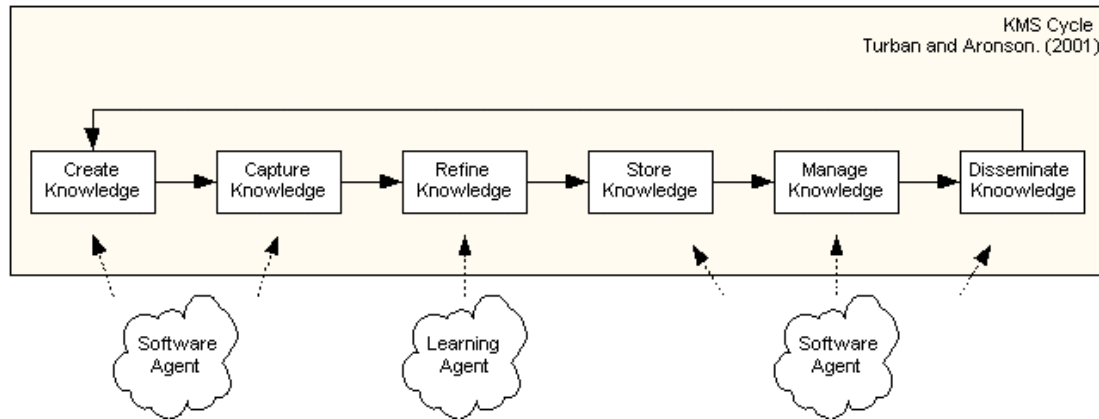 KMS Cycle
Turban and Aronson. (2001)
Create
Knowledge
Capture
Knowledge
Refine
Knowledge
Store
Knowledge
Manage
Knowledge
Disseminate
Knoowledge
Software
Agent
Learning
Agent
Software
Agent